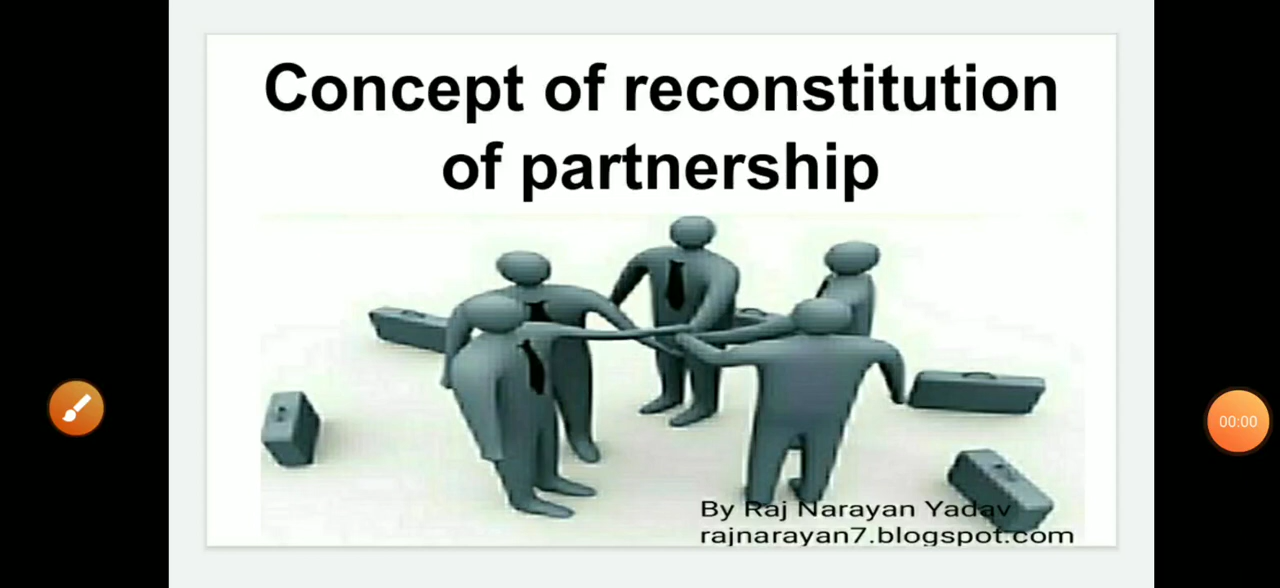 Concept of reconstitution
of partnership
00:00
By Raj Narayan Yadav
rajnarayan7.blogspot.com